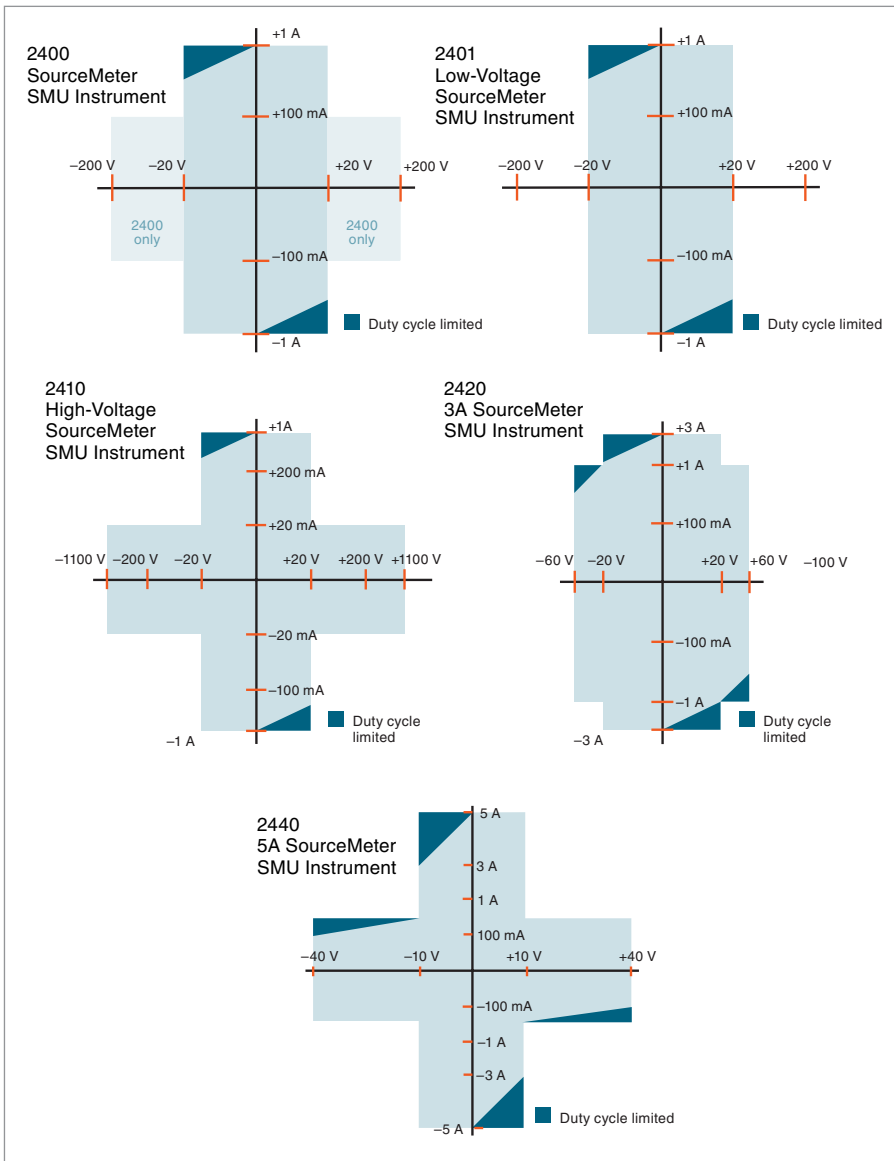 2400
SourceMeter
SMU Instrument
+1 A
+100 mA
–200 V
–20 V
+20 V
+200 V
2400
only
2400
only
–100 mA
–1 A
Duty cycle limited
2401
Low-Voltage
SourceMeter
SMU Instrument
+1 A
+100 mA
–200 V
–20 V
+20 V
+200 V
–100 mA
–1 A
Duty cycle limited
2410
High-Voltage
SourceMeter
SMU Instrument
+1A
+200 mA
+20 mA
–1100 V
–200 V
–20 V
+20 V
+200 V
+1100 V
–20 mA
–100 mA
–1 A
Duty cycle
limited
2420
3A SourceMeter
SMU Instrument
+3 A
+1 A
+100 mA
–60 V
–20 V
+20 V
+60 V
–100 V
–100 mA
–1 A
–3 A
Duty cycle
limited
2440
5A SourceMeter
SMU Instrument
5 A
3 A
1 A
100 mA
–40 V
–10 V
+10 V
+40 V
–100 mA
–1 A
–3 A
–5 A
Duty cycle limited